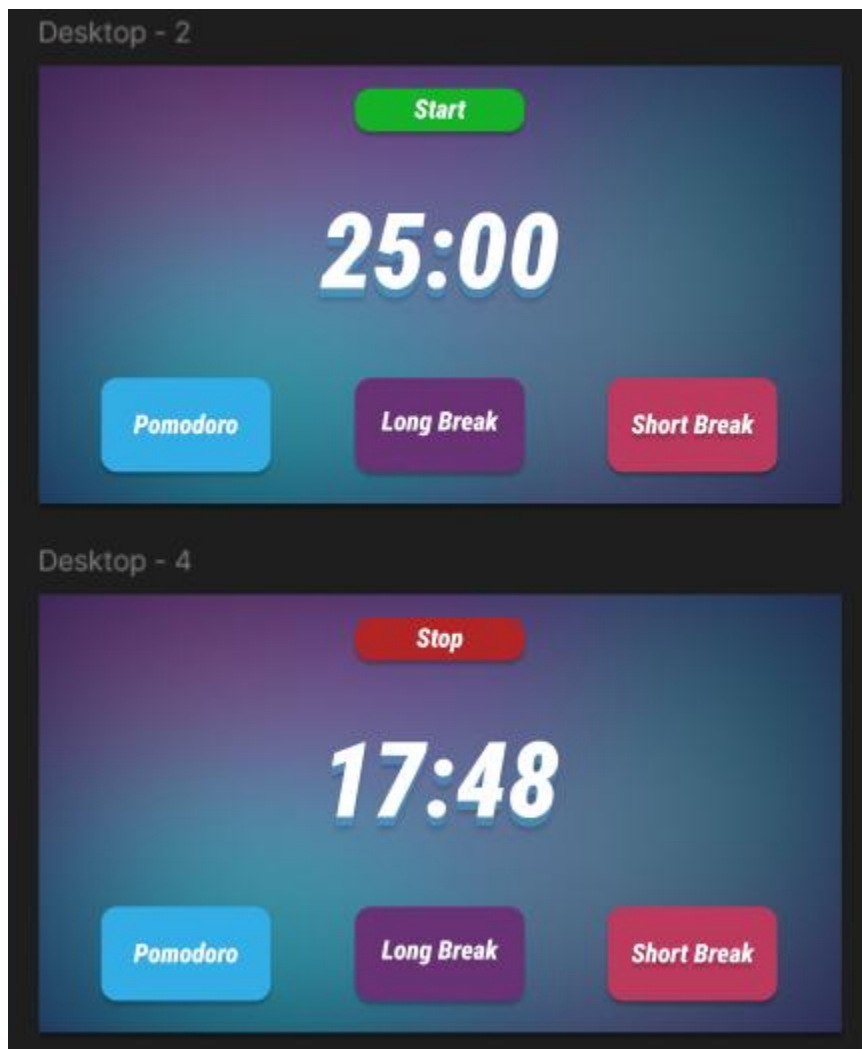 Desktop - 2
Start
25:00
Pomodoro
Long Break
Short Break
Desktop - 4
Stop
17:48
Pomodoro
Long Break
Short Break